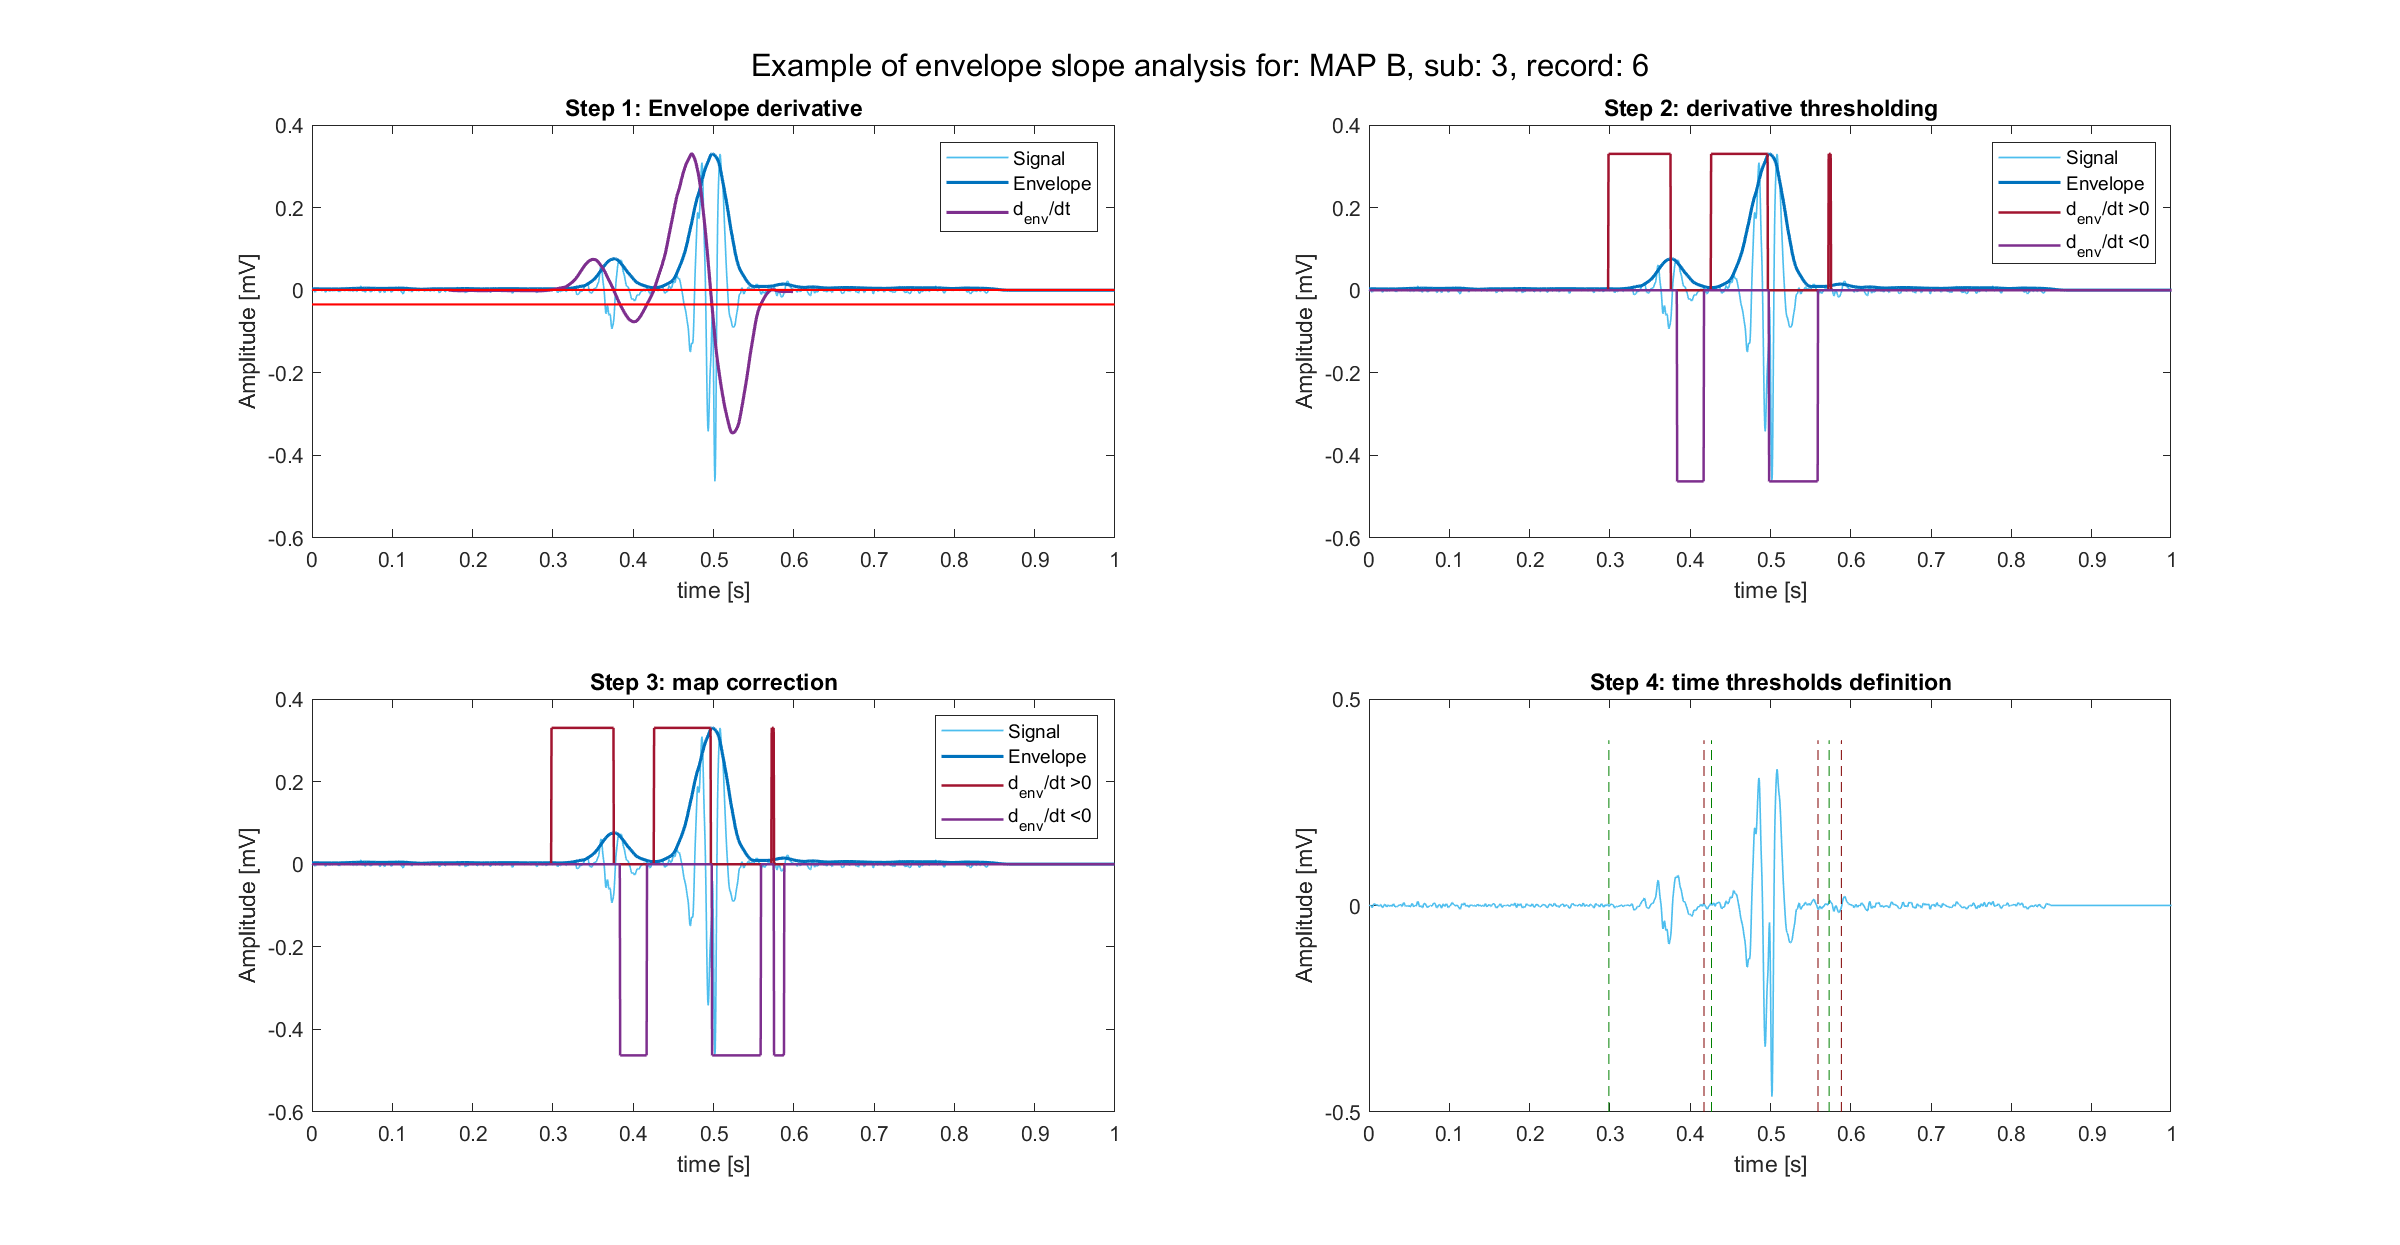 Example of envelope slope analysis for: MAP B, sub: 3, record: 6
Step 1: Envelope derivative
0.4
0.2
0
-0.2
-0.4
-0.6
Amplitude [mV]
Signal
Envelope
d_env/dt
0 0.1 0.2 0.3 0.4 0.5 0.6 0.7 0.8 0.9 1
time [s]
Step 2: derivative thresholding
0.4
0.2
0
-0.2
-0.4
-0.6
Amplitude [mV]
Signal
Envelope
d_env/dt >0
d_env/dt <0
0 0.1 0.2 0.3 0.4 0.5 0.6 0.7 0.8 0.9 1
time [s]
Step 3: map correction
0.4
0.2
0
-0.2
-0.4
-0.6
Amplitude [mV]
Signal
Envelope
d_env/dt >0
d_env/dt <0
0 0.1 0.2 0.3 0.4 0.5 0.6 0.7 0.8 0.9 1
time [s]
Step 4: time thresholds definition
0.5
0
-0.5
Amplitude [mV]
0 0.1 0.2 0.3 0.4 0.5 0.6 0.7 0.8 0.9 1
time [s]